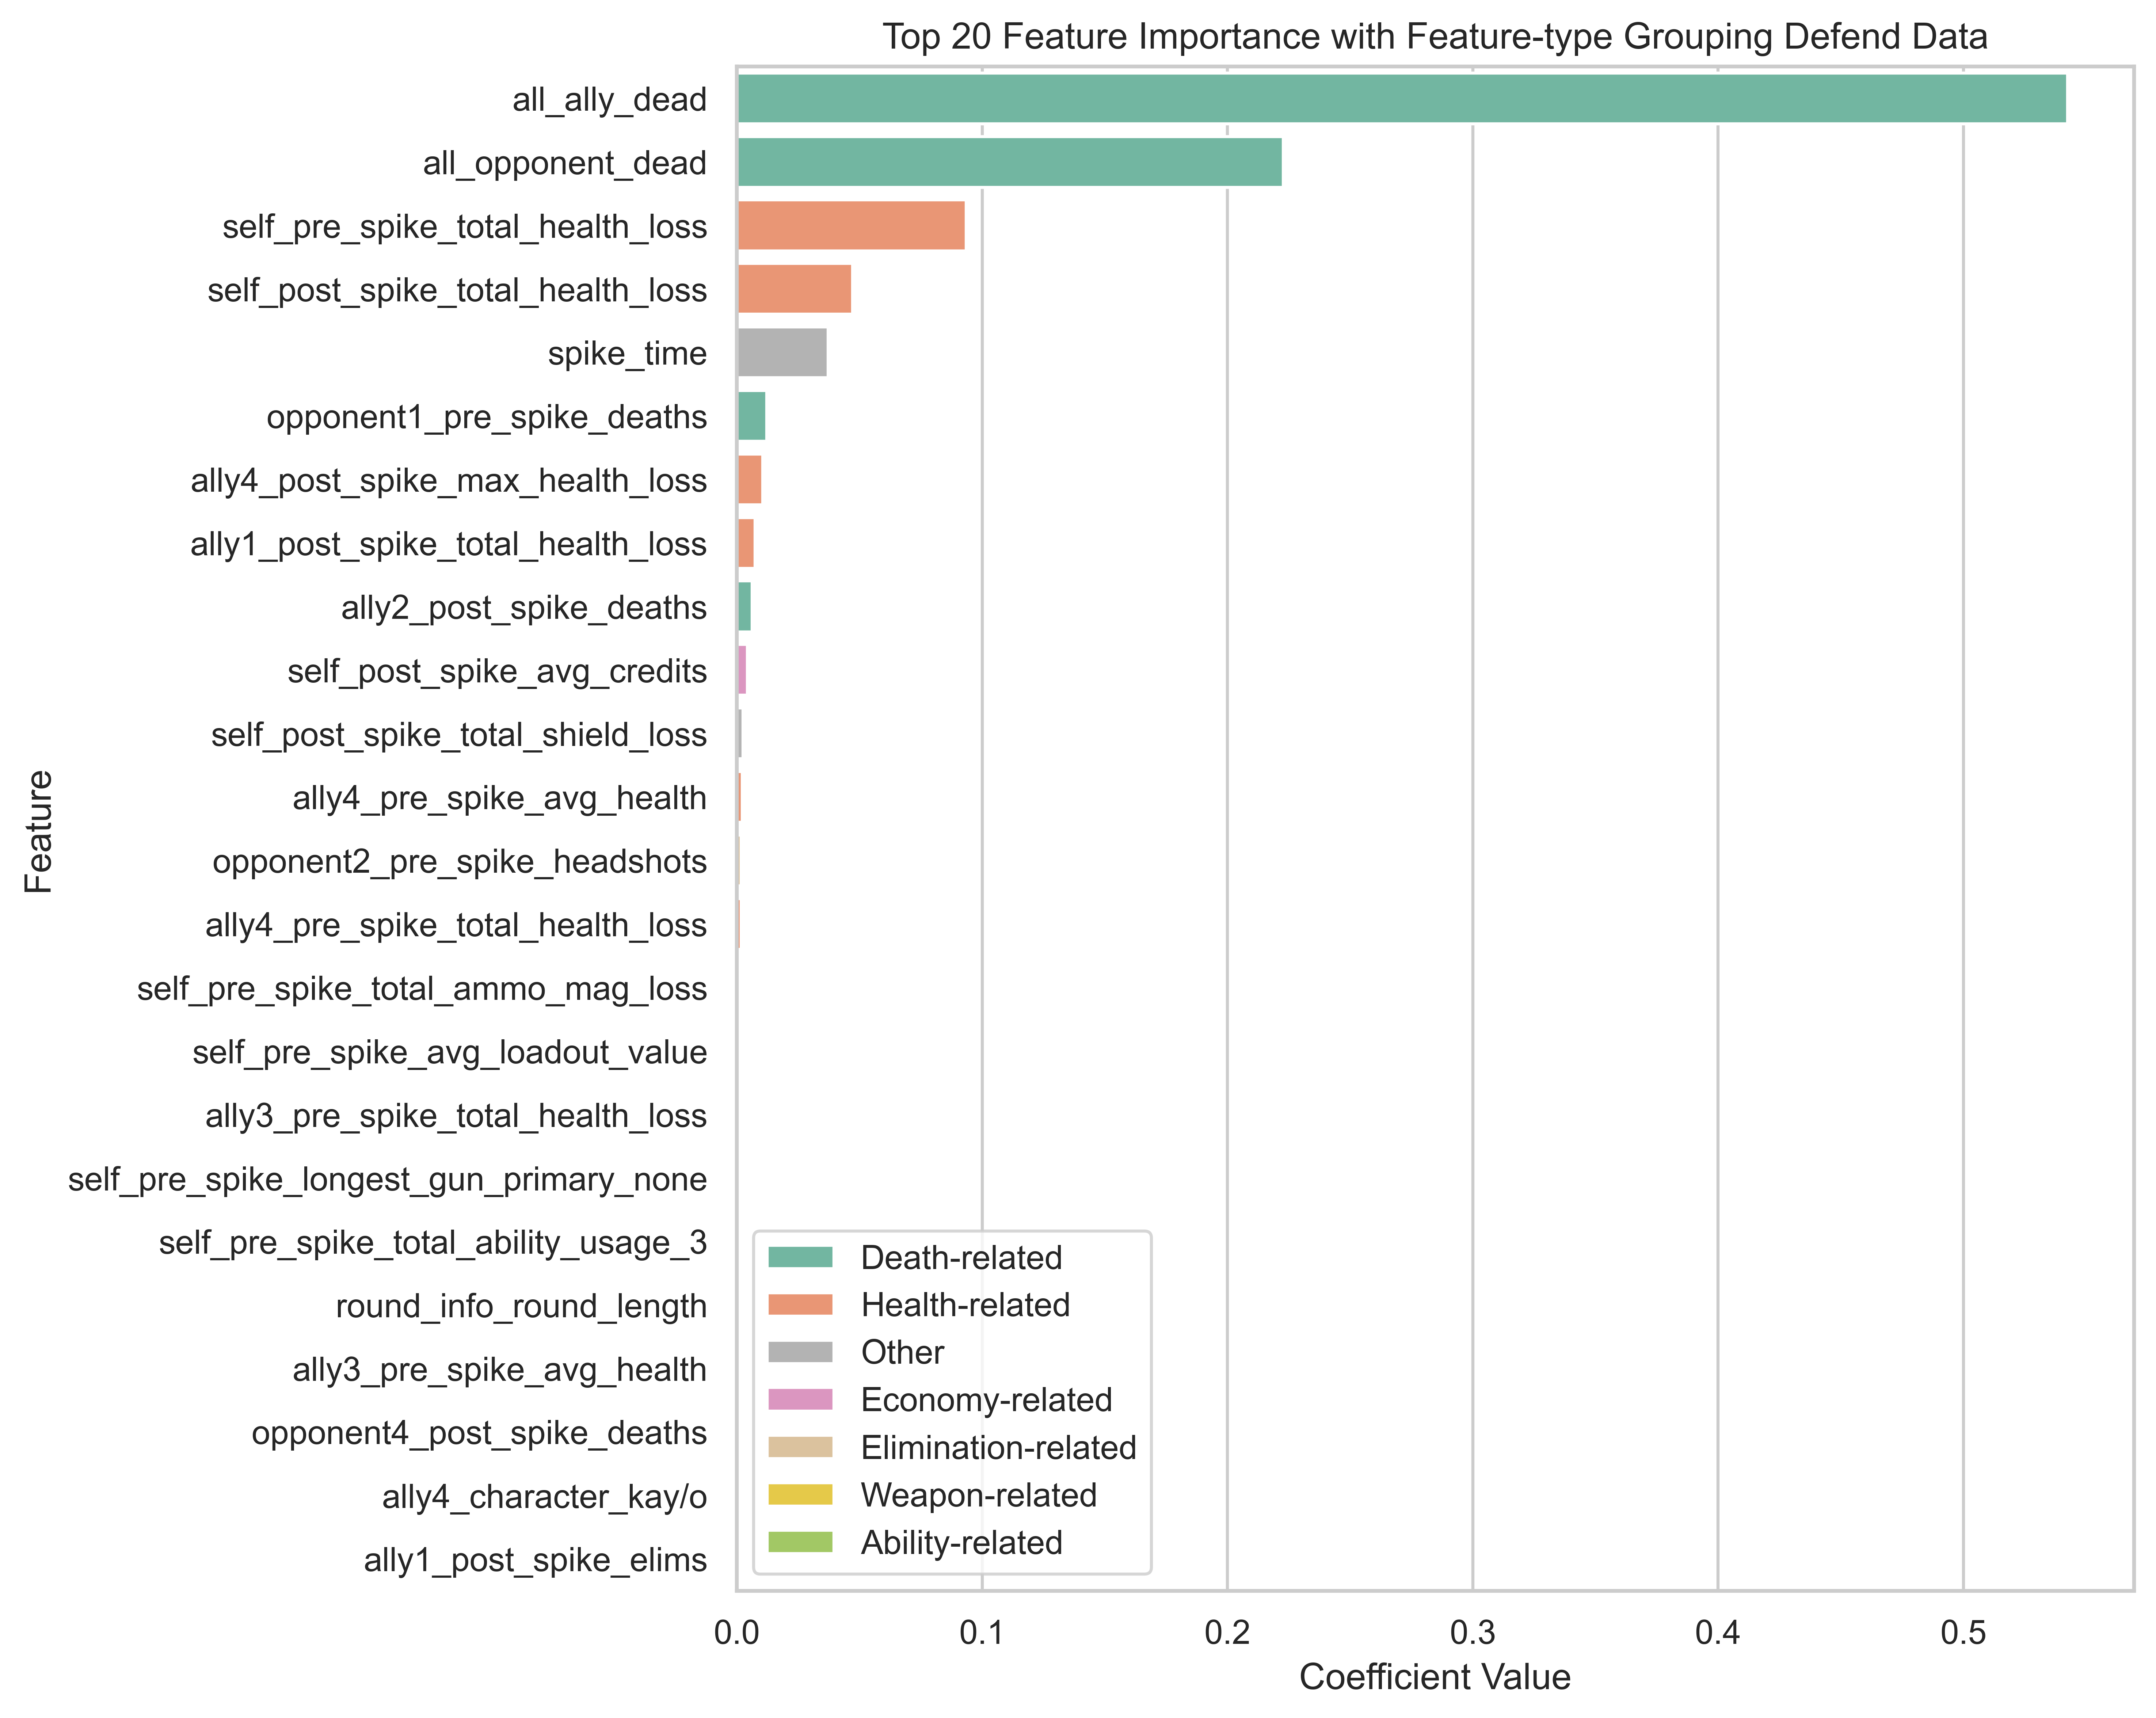 Top 20 Feature Importance with Feature-type Grouping Defend Data
all_ally_dead
all_opponent_dead
self_pre_spike_total_health_loss
self_post_spike_total_health_loss
spike_time
opponent1_pre_spike_deaths
ally4_post_spike_max_health_loss
ally1_post_spike_total_health_loss
ally2_post_spike_deaths
self_post_spike_avg_credits
self_post_spike_total_shield_loss
ally4_pre_spike_avg_health
opponent2_pre_spike_headshots
ally4_pre_spike_total_health_loss
self_pre_spike_total_ammo_mag_loss
self_pre_spike_avg_loadout_value
ally3_pre_spike_total_health_loss
self_pre_spike_longest_gun_primary_none
self_pre_spike_total_ability_usage_3
round_info_round_length
ally3_pre_spike_avg_health
opponent4_post_spike_deaths
ally4_character_kay/o
ally1_post_spike_elims
Feature
Death-related
Health-related
Other
Economy-related
Elimination-related
Weapon-related
Ability-related
0.0 0.1 0.2 0.3 0.4 0.5
Coefficient Value